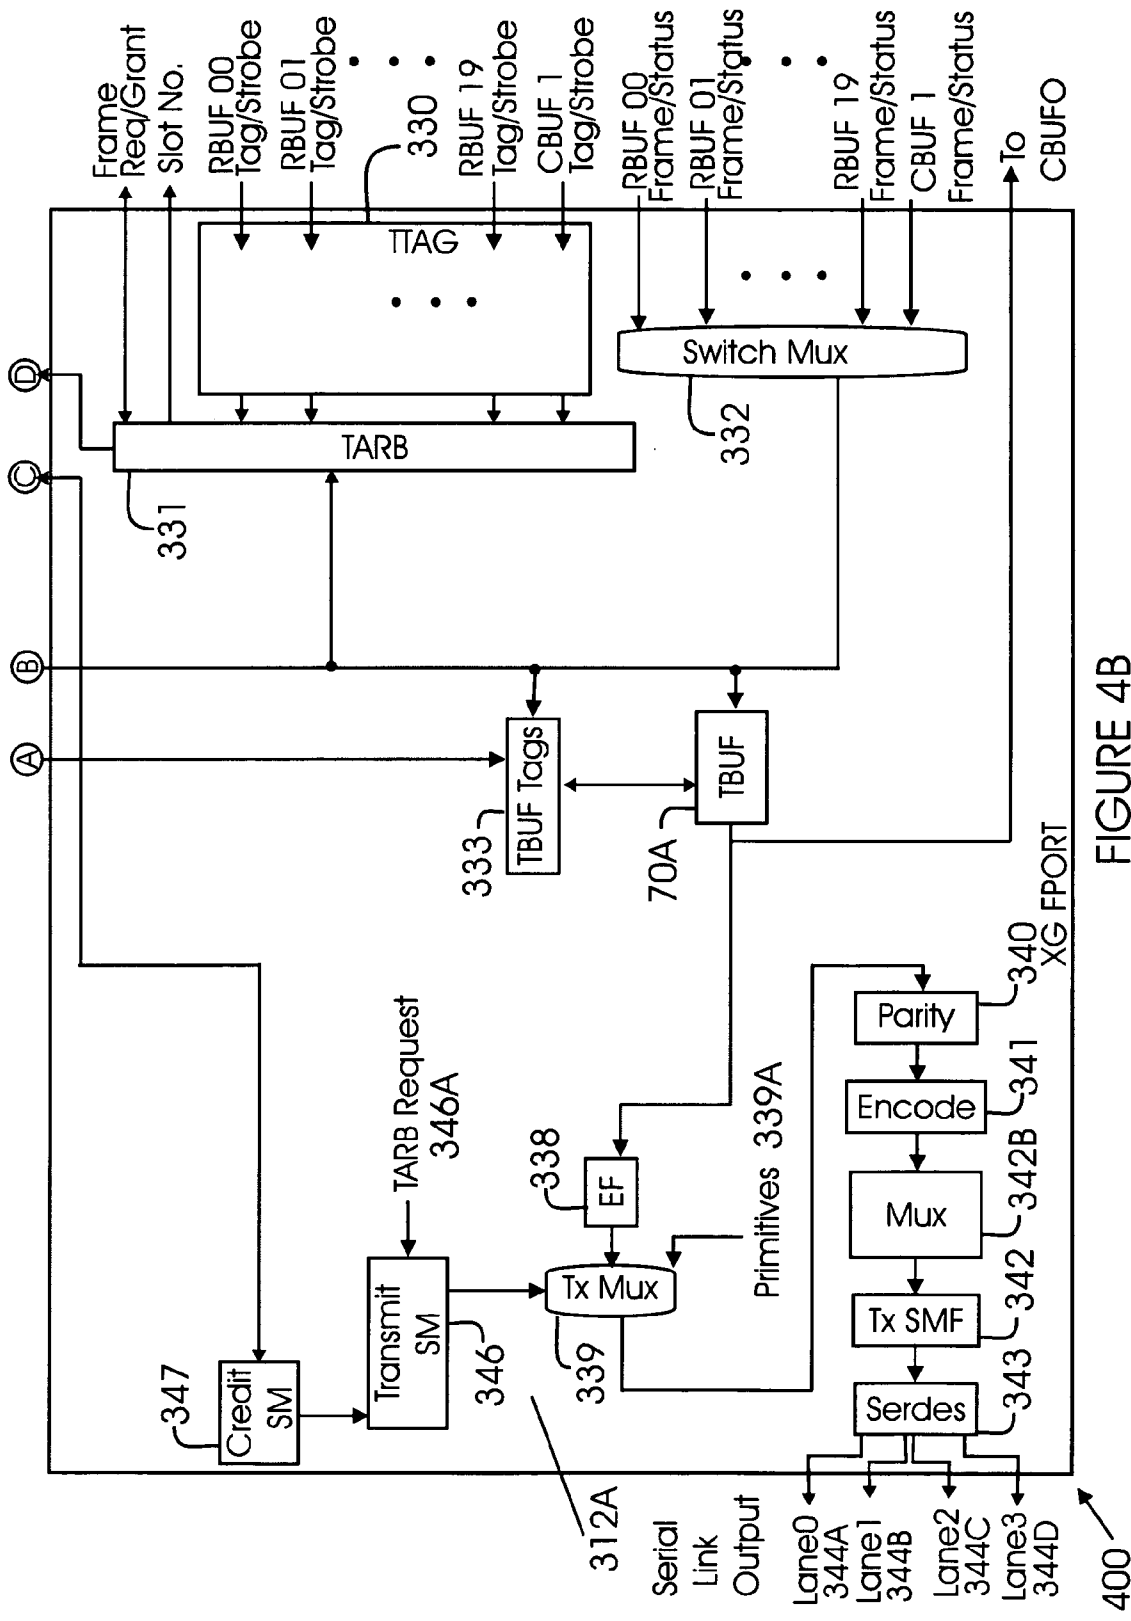 Frame
Req/Grant
Slot No.
RBUF 00
Tag/Strobe
RBUF 01
Tag/Strobe
RBUF 19
Tag/Strobe
CBUF 1
Tag/Strobe
330
RBUF 00
Frame/Status
RBUF 01
Frame/Status
RBUF 19
Frame/Status
CBUF 1
Frame/Status
To
CBUFO
TTAG
Switch Mux
332
D
C
B
A
TARB
331
TBUF Tags
333
TBUF
70A
347
Credit
SM
Transmit
SM
346
TARB Request
346A
312A
EF
338
Tx Mux
339
Primitives 339A
Parity
340
Encode
341
Mux
342B
Tx SMF
342
Serdes
343
XG FPORT
Serial
Link
Output
Lane0
344A
Lane1
344B
Lane2
344C
Lane3
344D
400
FIGURE 4B